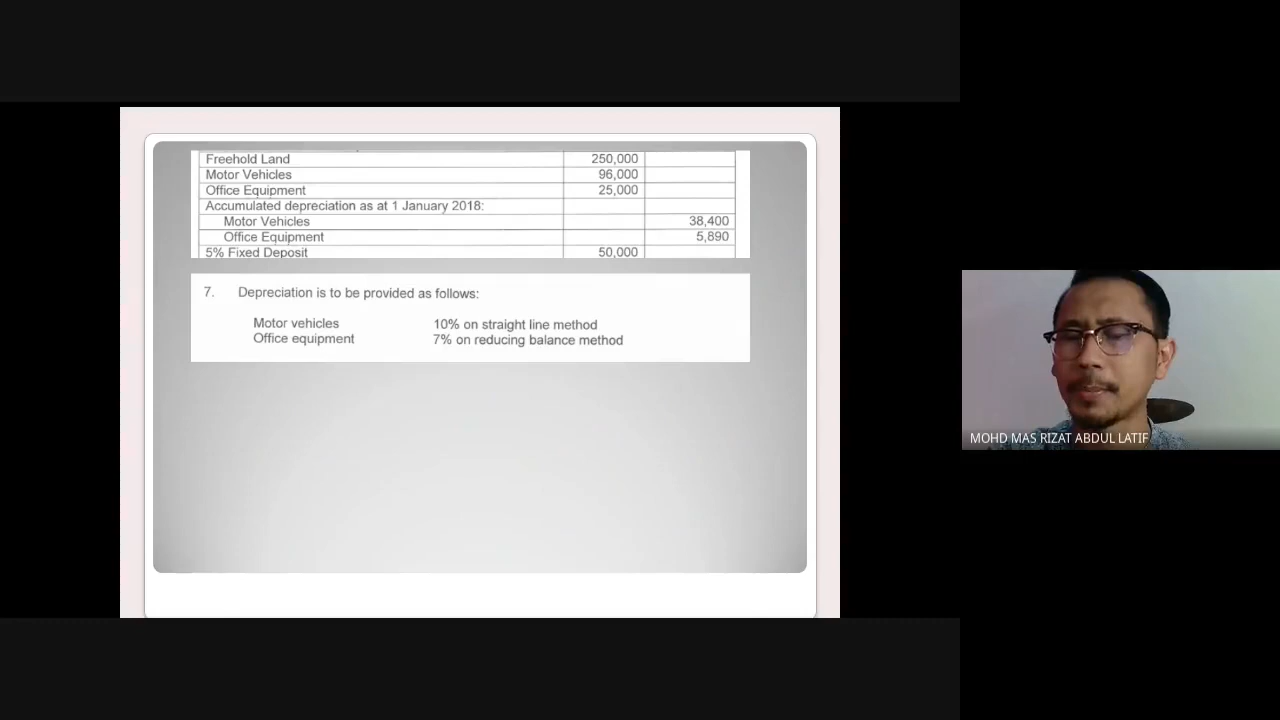 Freehold Land 250,000
Motor Vehicles 96,000
Office Equipment 25,000
Accumulated depreciation as at 1 January 2018:
Motor Vehicles 38,400
Office Equipment 5,890
5% Fixed Deposit 50,000
7. Depreciation is to be provided as follows:
Motor vehicles 10% on straight line method
Office equipment 7% on reducing balance method
MOHD MAS RIZAT ABDUL LATIF